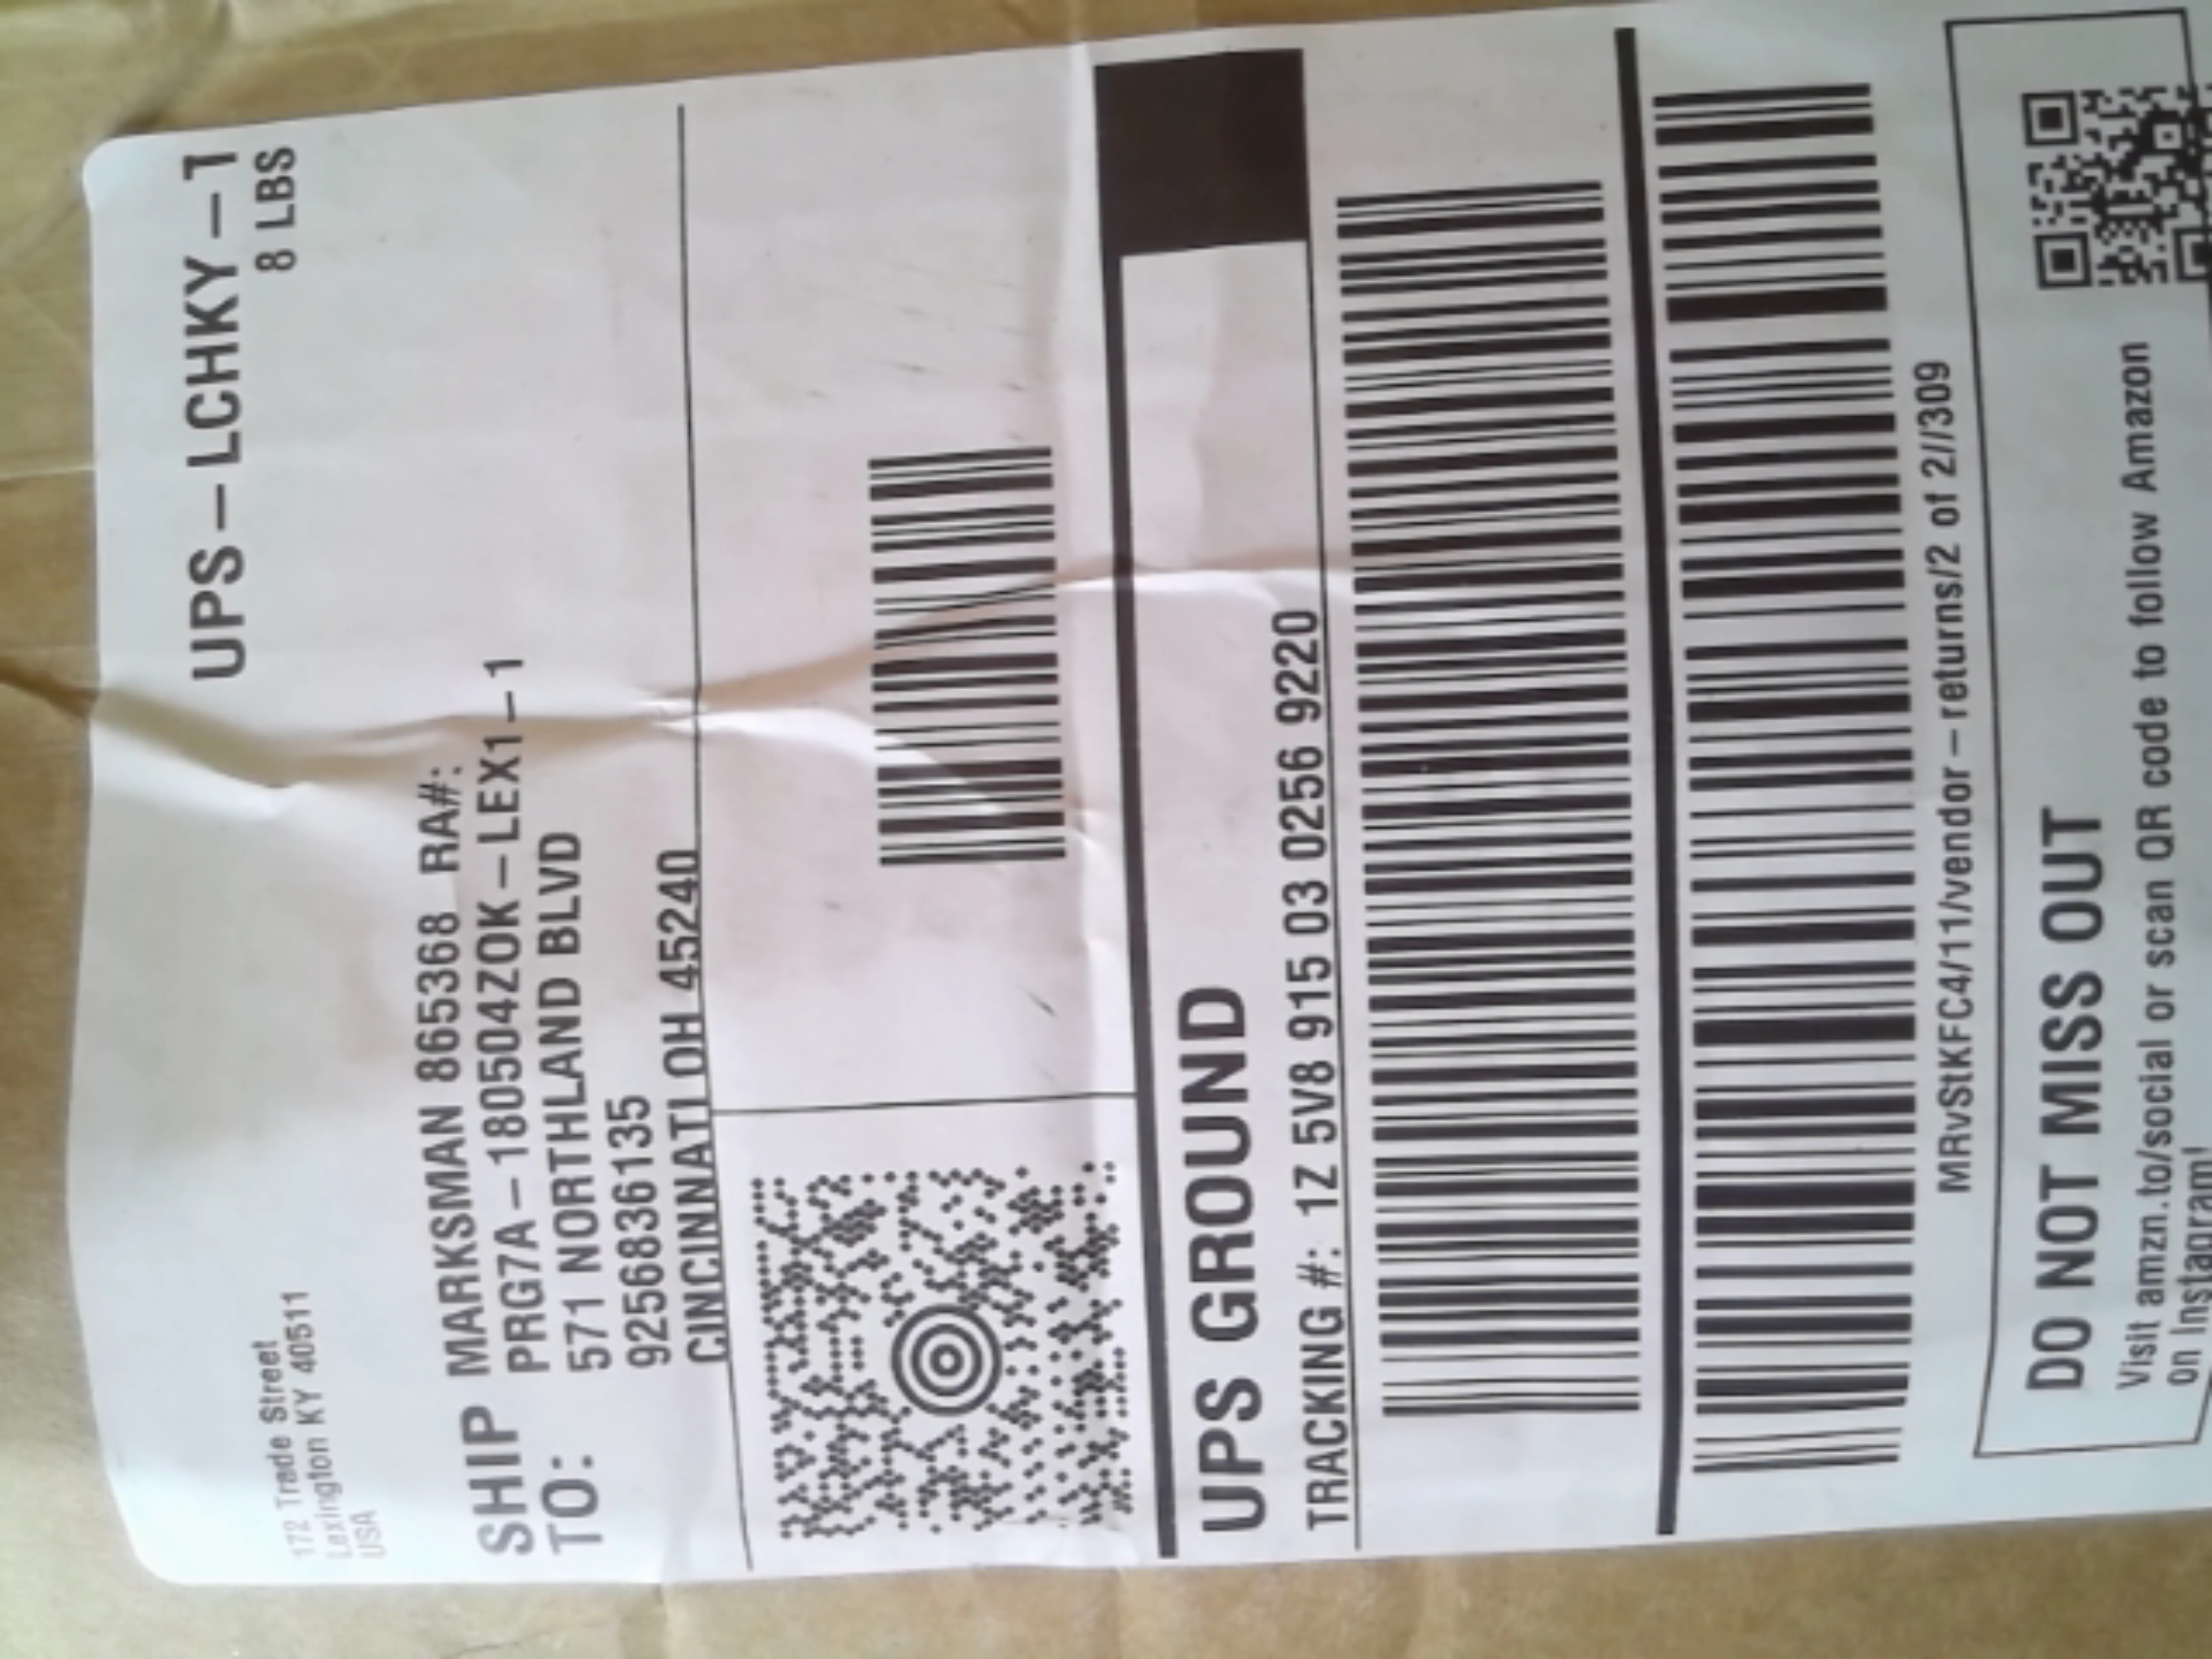 UPS-LCHKY-1
8 LBS
172 Trade Street
Lexington KY 40511
USA
SHIP TO:
MARKSMAN 865368 RA#:
PRG7A-180504ZOK-LEX1-1
571 NORTHLAND BLVD
9256836135
CINCINNATI OH 45240
UPS GROUND
TRACKING #: 1Z 5V8 915 03 0256 9220
MRvStKFC4/11/vendor-returns/2 of 2//309
DO NOT MISS OUT
Visit amzn.to/social or scan QR code to follow Amazon
on Instagram!